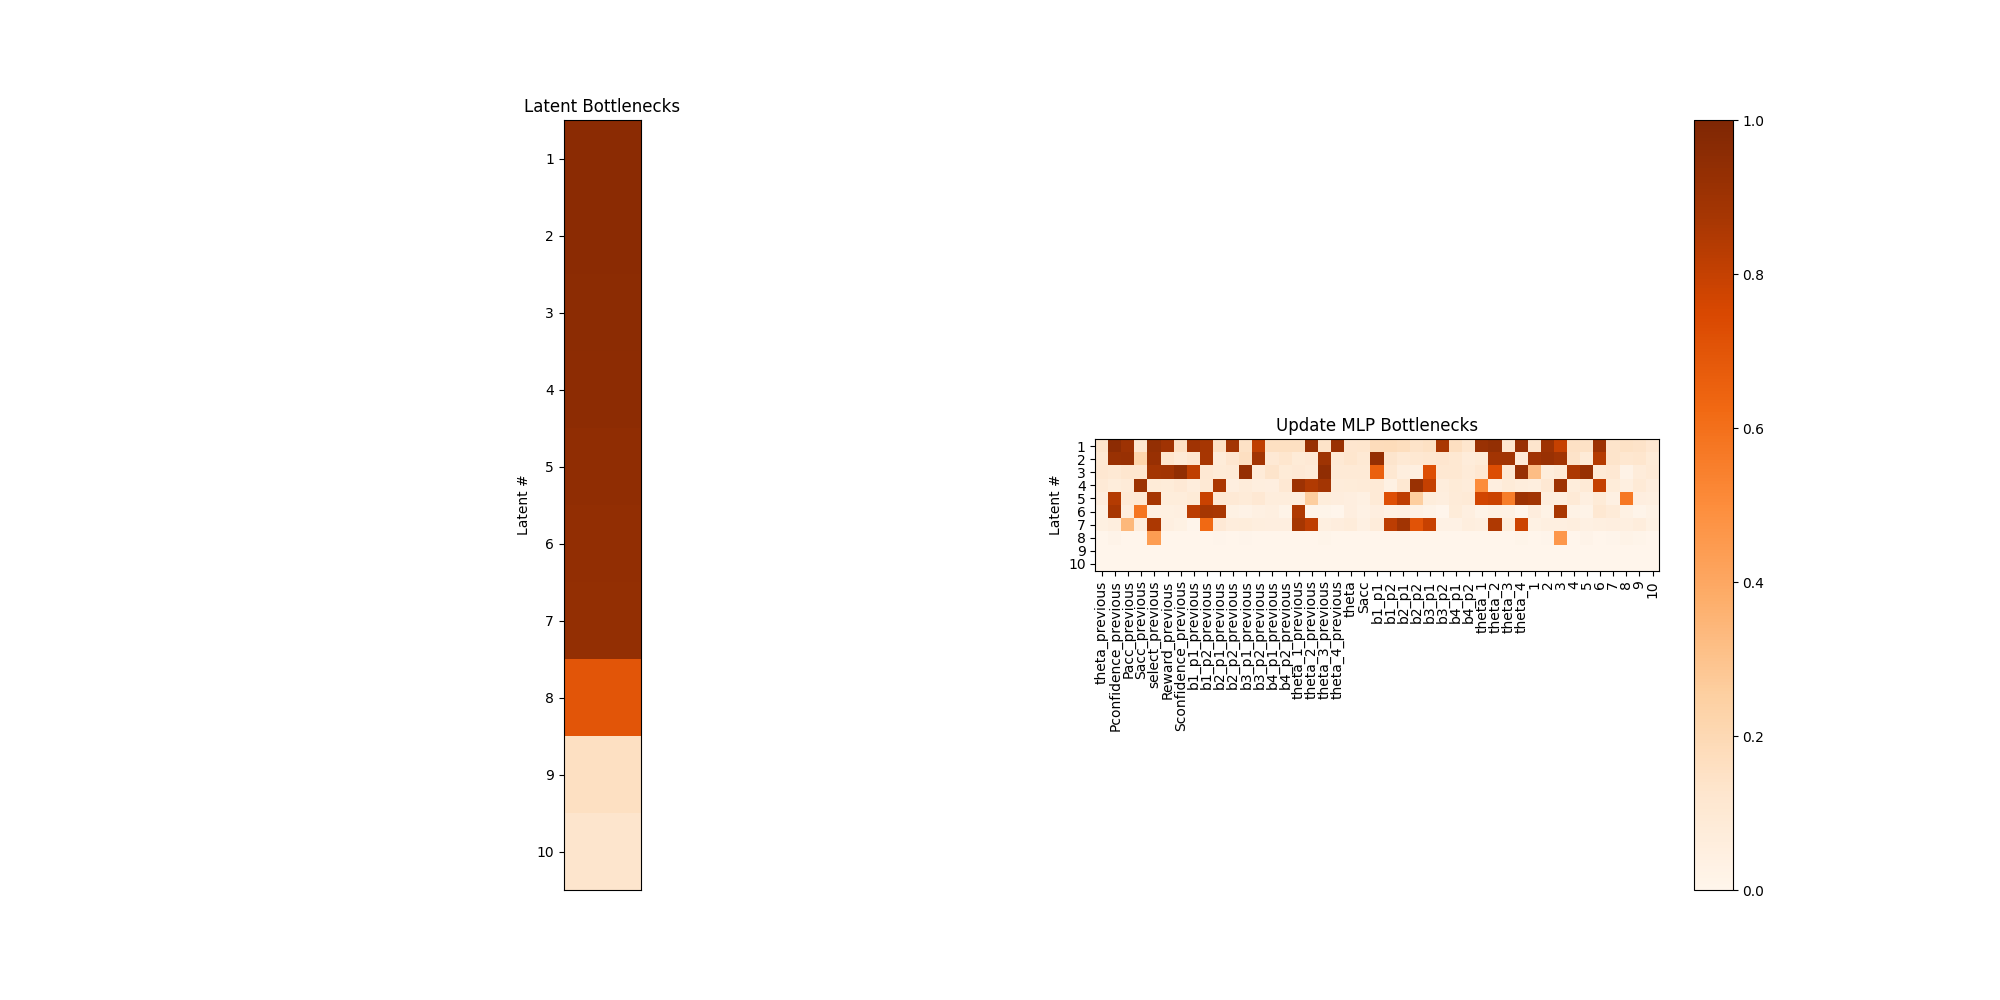 Latent Bottlenecks
Latent #
1
2
3
4
5
6
7
8
9
10
Update MLP Bottlenecks
Latent #
1
2
3
4
5
6
7
8
9
10
theta_previous
Pconfidence_previous
Pacc_previous
Sacc_previous
select_previous
Reward_previous
Sconfidence_previous
b1_p1_previous
b1_p2_previous
b2_p1_previous
b2_p2_previous
b3_p1_previous
b3_p2_previous
b4_p1_previous
b4_p2_previous
theta_1_previous
theta_2_previous
theta_3_previous
theta_4_previous
theta
Sacc
b1_p1
b1_p2
b2_p1
b2_p2
b3_p1
b3_p2
b4_p1
b4_p2
theta_1
theta_2
theta_3
theta_4
1
2
3
4
5
6
7
8
9
10
1.0
0.8
0.6
0.4
0.2
0.0